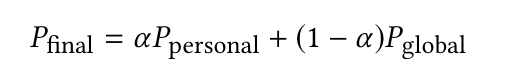 P_final = αP_personal + (1 − α)P_global